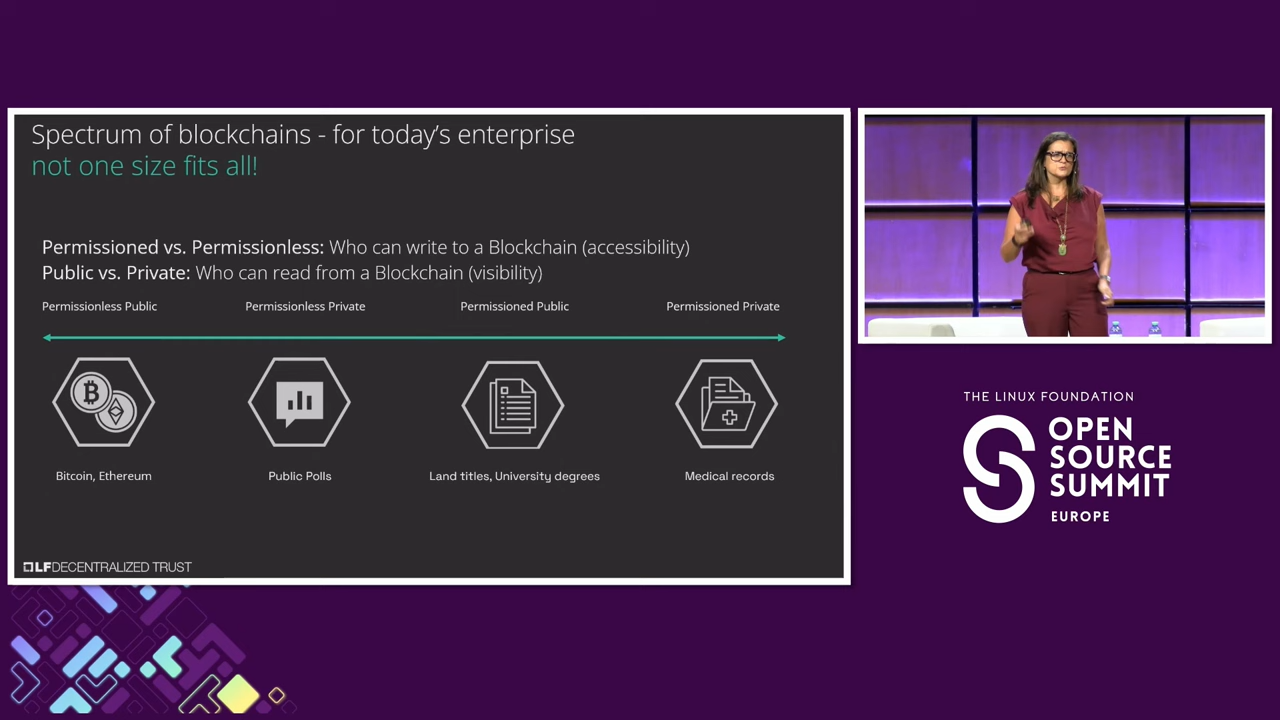 Spectrum of blockchains - for today's enterprise
not one size fits all!
Permissioned vs. Permissionless: Who can write to a Blockchain (accessibility)
Public vs. Private: Who can read from a Blockchain (visibility)
Permissionless Public
Permissionless Private
Permissioned Public
Permissioned Private
Bitcoin, Ethereum
Public Polls
Land titles, University degrees
Medical records
LFDECENTRALIZED TRUST
THE LINUX FOUNDATION
OPEN
SOURCE
SUMMIT
EUROPE